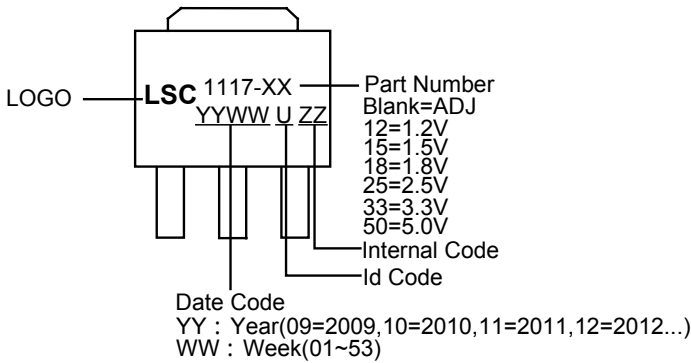 LOGO
LSC 1117-XX
YYWW U ZZ
Part Number
Blank=ADJ
12=1.2V
15=1.5V
18=1.8V
25=2.5V
33=3.3V
50=5.0V
Internal Code
Id Code
Date Code
YY : Year(09=2009,10=2010,11=2011,12=2012...)
WW : Week(01~53)